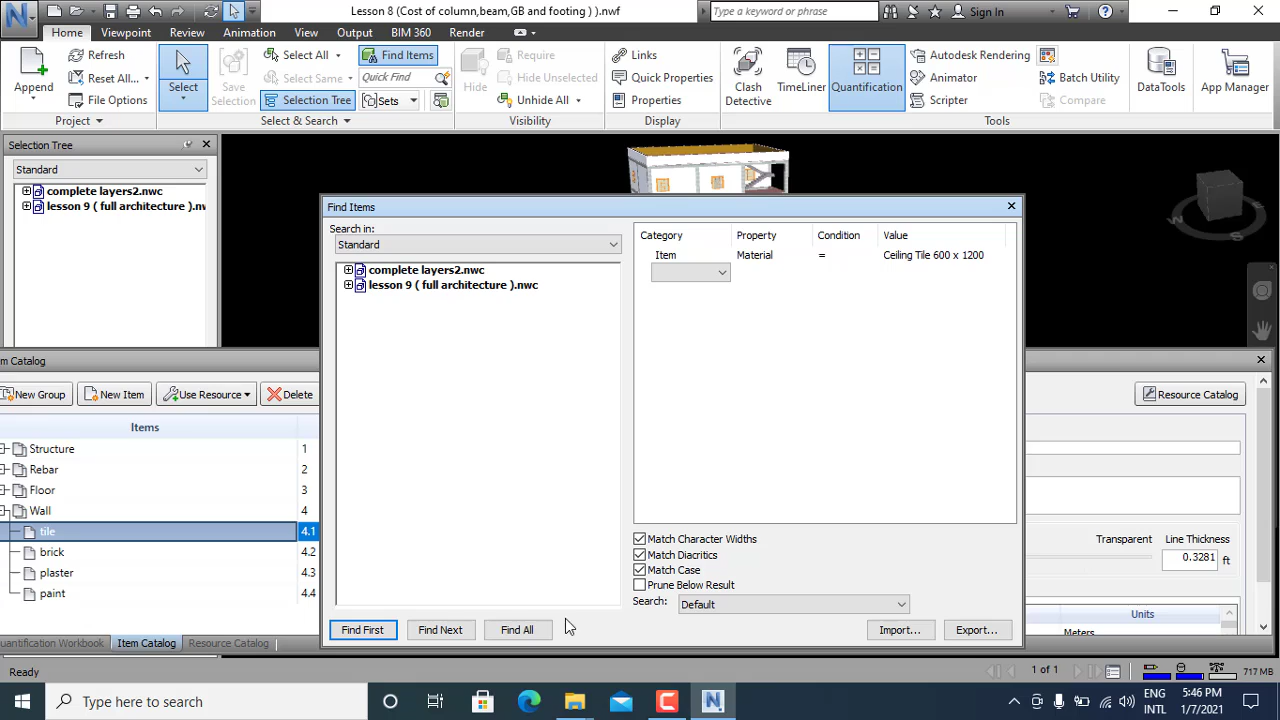 Lesson 8 (Cost of column,beam,GB and footing ) ).nwf
Type a keyword or phrase
Sign In
Home
Viewpoint
Review
Animation
View
Output
BIM 360
Render
Append
Refresh
Reset All...
File Options
Project
Select
Save Selection
Select All
Select Same
Selection Tree
Find Items
Quick Find
Sets
Select & Search
Hide
Require
Hide Unselected
Unhide All
Visibility
Links
Quick Properties
Properties
Display
Clash Detective
TimeLiner
Quantification
Autodesk Rendering
Animator
Scripter
Batch Utility
Compare
Tools
DataTools
App Manager
Selection Tree
Standard
complete layers2.nwc
lesson 9 ( full architecture ).nw
Find Items
Search in:
Standard
complete layers2.nwc
lesson 9 ( full architecture ).nwc
Category Property Condition Value
Item Material = Ceiling Tile 600 x 1200
Match Character Widths
Match Diacritics
Match Case
Prune Below Result
Search: Default
Find First
Find Next
Find All
Import...
Export...
m Catalog
New Group
New Item
Use Resource
Delete
Resource Catalog
Items
Structure 1
Rebar 2
Floor 3
Wall 4
tile 4.1
brick 4.2
plaster 4.3
paint 4.4
Transparent
Line Thickness
0.3281 ft
Units
Meters
uantification Workbook
Item Catalog
Resource Catalog
Ready
1 of 1
717 MB
Type here to search
ENG
INTL
5:46 PM
1/7/2021